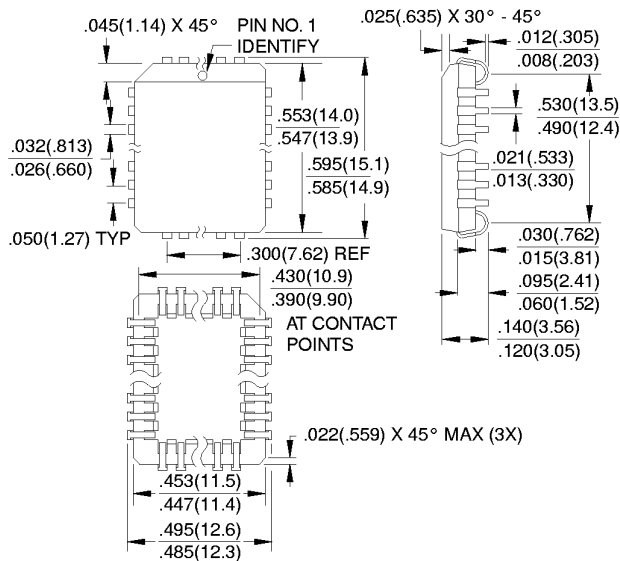 .045(1.14) X 45°
PIN NO. 1
IDENTIFY
.025(.635) X 30° - 45°
.012(.305)
.008(.203)
.553(14.0)
.547(13.9)
.530(13.5)
.490(12.4)
.032(.813)
.026(.660)
.595(15.1)
.585(14.9)
.021(.533)
.013(.330)
.050(1.27) TYP
.300(7.62) REF
.430(10.9)
.390(9.90)
AT CONTACT
POINTS
.030(.762)
.015(3.81)
.095(2.41)
.060(1.52)
.140(3.56)
.120(3.05)
.022(.559) X 45° MAX (3X)
.453(11.5)
.447(11.4)
.495(12.6)
.485(12.3)